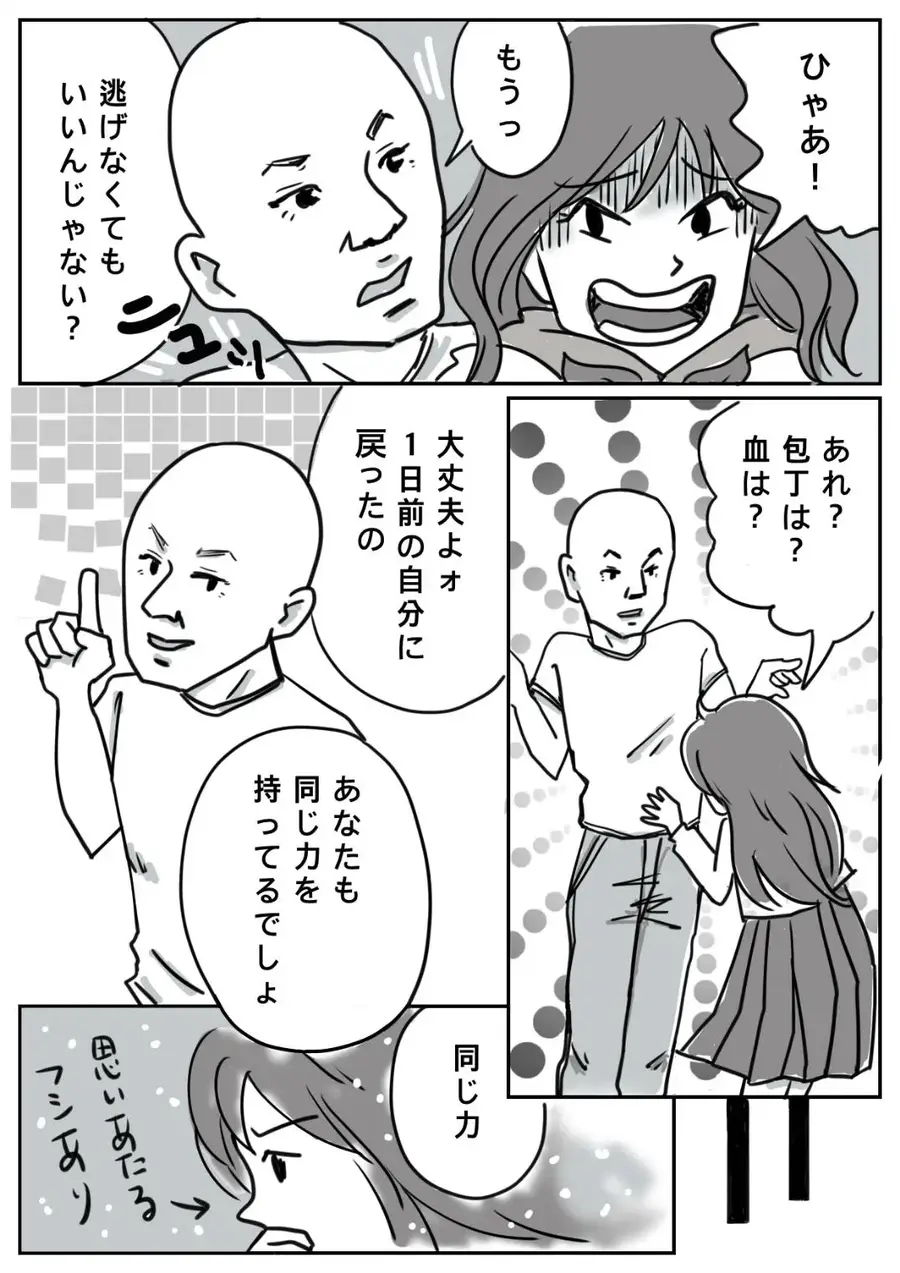 ひゃあ！
もうっ
逃げなくても
いいんじゃない？
ニュッ
あれ？
包丁は？
血は？
大丈夫よォ
1日前の自分に
戻ったの
あなたも
同じ力を
持ってるでしょ
同じ力
思いあたる
フシあり
→